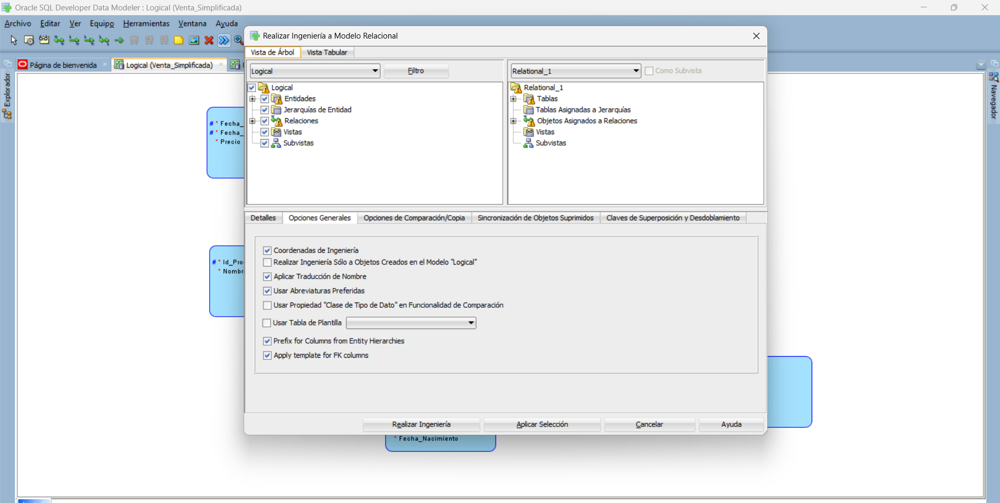 Oracle SQL Developer Data Modeler : Logical (Venta_Simplificada)
Archivo Editar Ver Equipo Herramientas Ventana Ayuda
Página de bienvenida
Logical (Venta_Simplificada)
Explorador
Navegador
# * Fecha_
# * Fecha_
* Precio
# * Id_Pro
* Nombr
* Fecha_Nacimiento
Realizar Ingeniería a Modelo Relacional
Vista de Árbol Vista Tabular
Logical Filtro
Logical
Entidades
Jerarquías de Entidad
Relaciones
Vistas
Subvistas
Relational_1 Como Subvista
Relational_1
Tablas
Tablas Asignadas a Jerarquías
Objetos Asignados a Relaciones
Vistas
Subvistas
Detalles Opciones Generales Opciones de Comparación/Copia Sincronización de Objetos Suprimidos Claves de Superposición y Desdoblamiento
Coordenadas de Ingeniería
Realizar Ingeniería Sólo a Objetos Creados en el Modelo "Logical"
Aplicar Traducción de Nombre
Usar Abreviaturas Preferidas
Usar Propiedad "Clase de Tipo de Dato" en Funcionalidad de Comparación
Usar Tabla de Plantilla
Prefix for Columns from Entity Hierarchies
Apply template for FK columns
Realizar Ingeniería Aplicar Selección Cancelar Ayuda